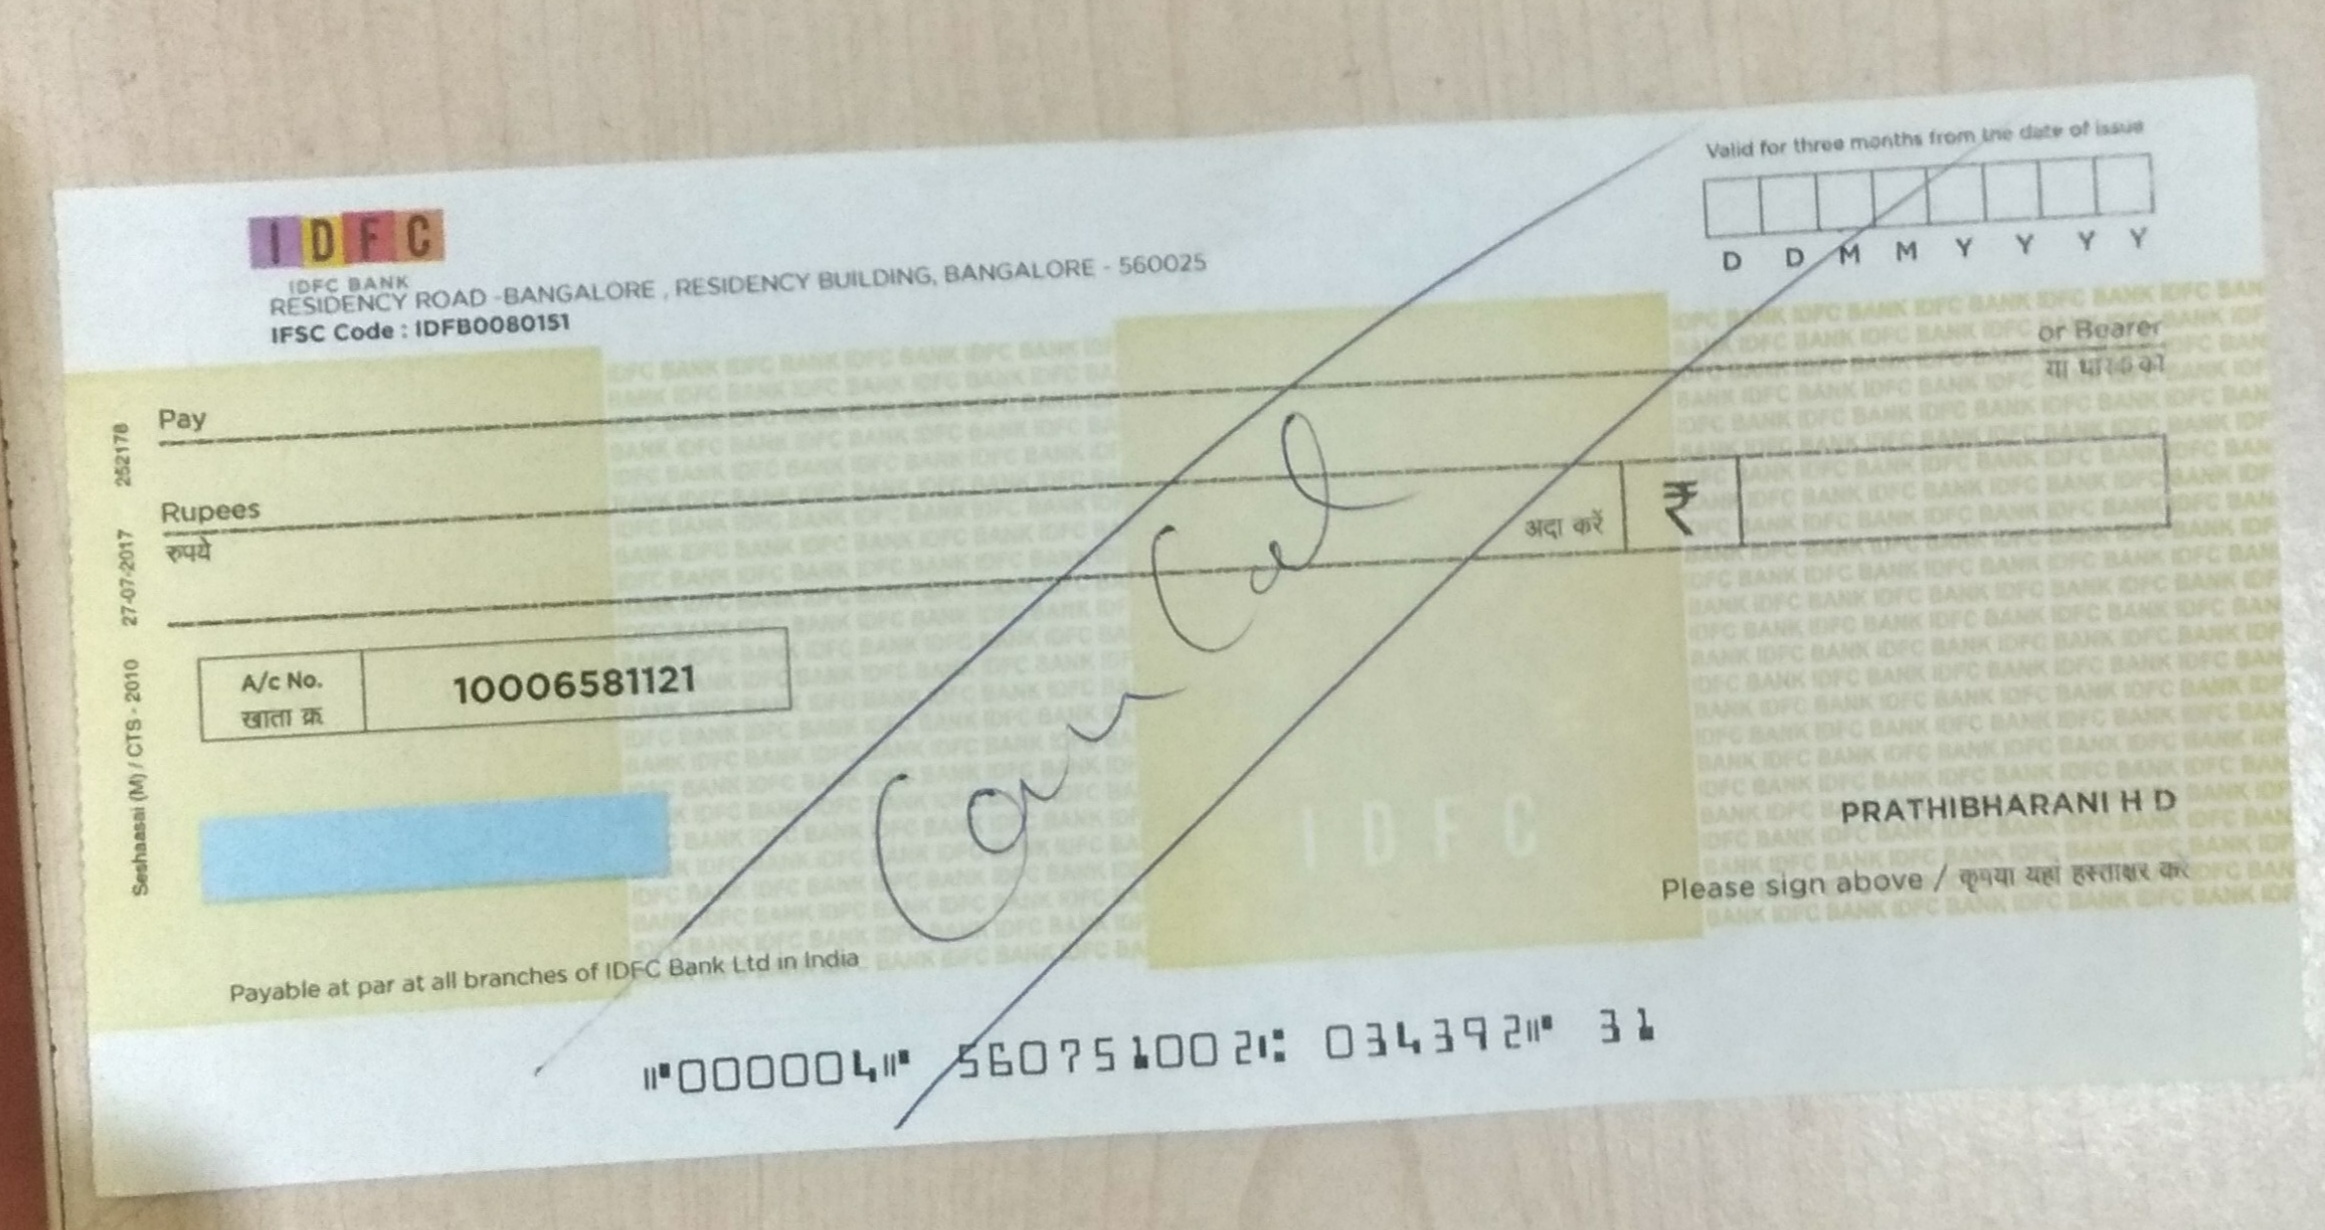 Valid for three months from the date of issue
D D M M Y Y Y Y
IDFC
IDFC BANK
RESIDENCY ROAD -BANGALORE , RESIDENCY BUILDING, BANGALORE - 560025
IFSC Code : IDFB0080151
Pay
or Bearer
या धारक को
Rupees
रुपये
अदा करें ₹
A/c No.
खाता क्र
10006581121
Cancel
Seshaasai (M) / CTS - 2010 27-07-2017 252178
IDFC
PRATHIBHARANI H D
Please sign above / कृपया यहां हस्ताक्षर करें
Payable at par at all branches of IDFC Bank Ltd in India
⑈000004⑈ 560751002⑆ 034392⑈ 31